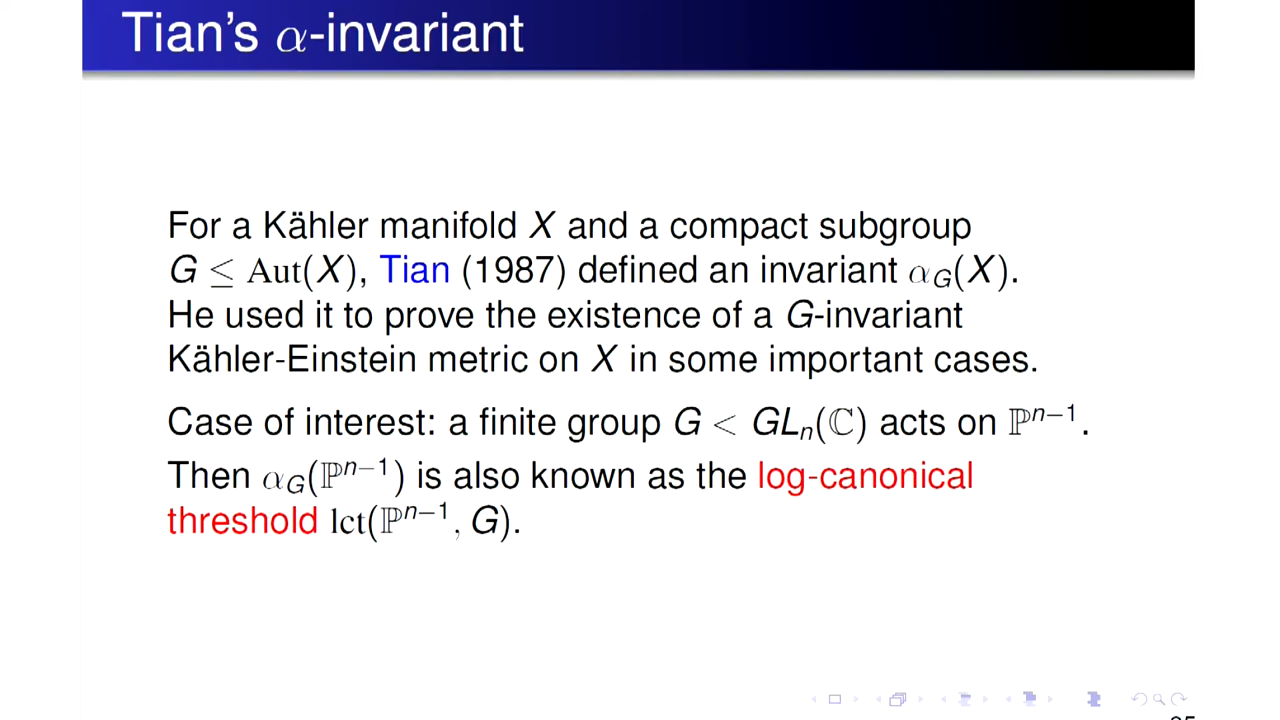 Tian's α-invariant
For a Kähler manifold X and a compact subgroup
G ≤ Aut(X), Tian (1987) defined an invariant α_G(X).
He used it to prove the existence of a G-invariant
Kähler-Einstein metric on X in some important cases.
Case of interest: a finite group G < GL_n(ℂ) acts on ℙ^{n−1}.
Then α_G(ℙ^{n−1}) is also known as the log-canonical
threshold lct(ℙ^{n−1}, G).